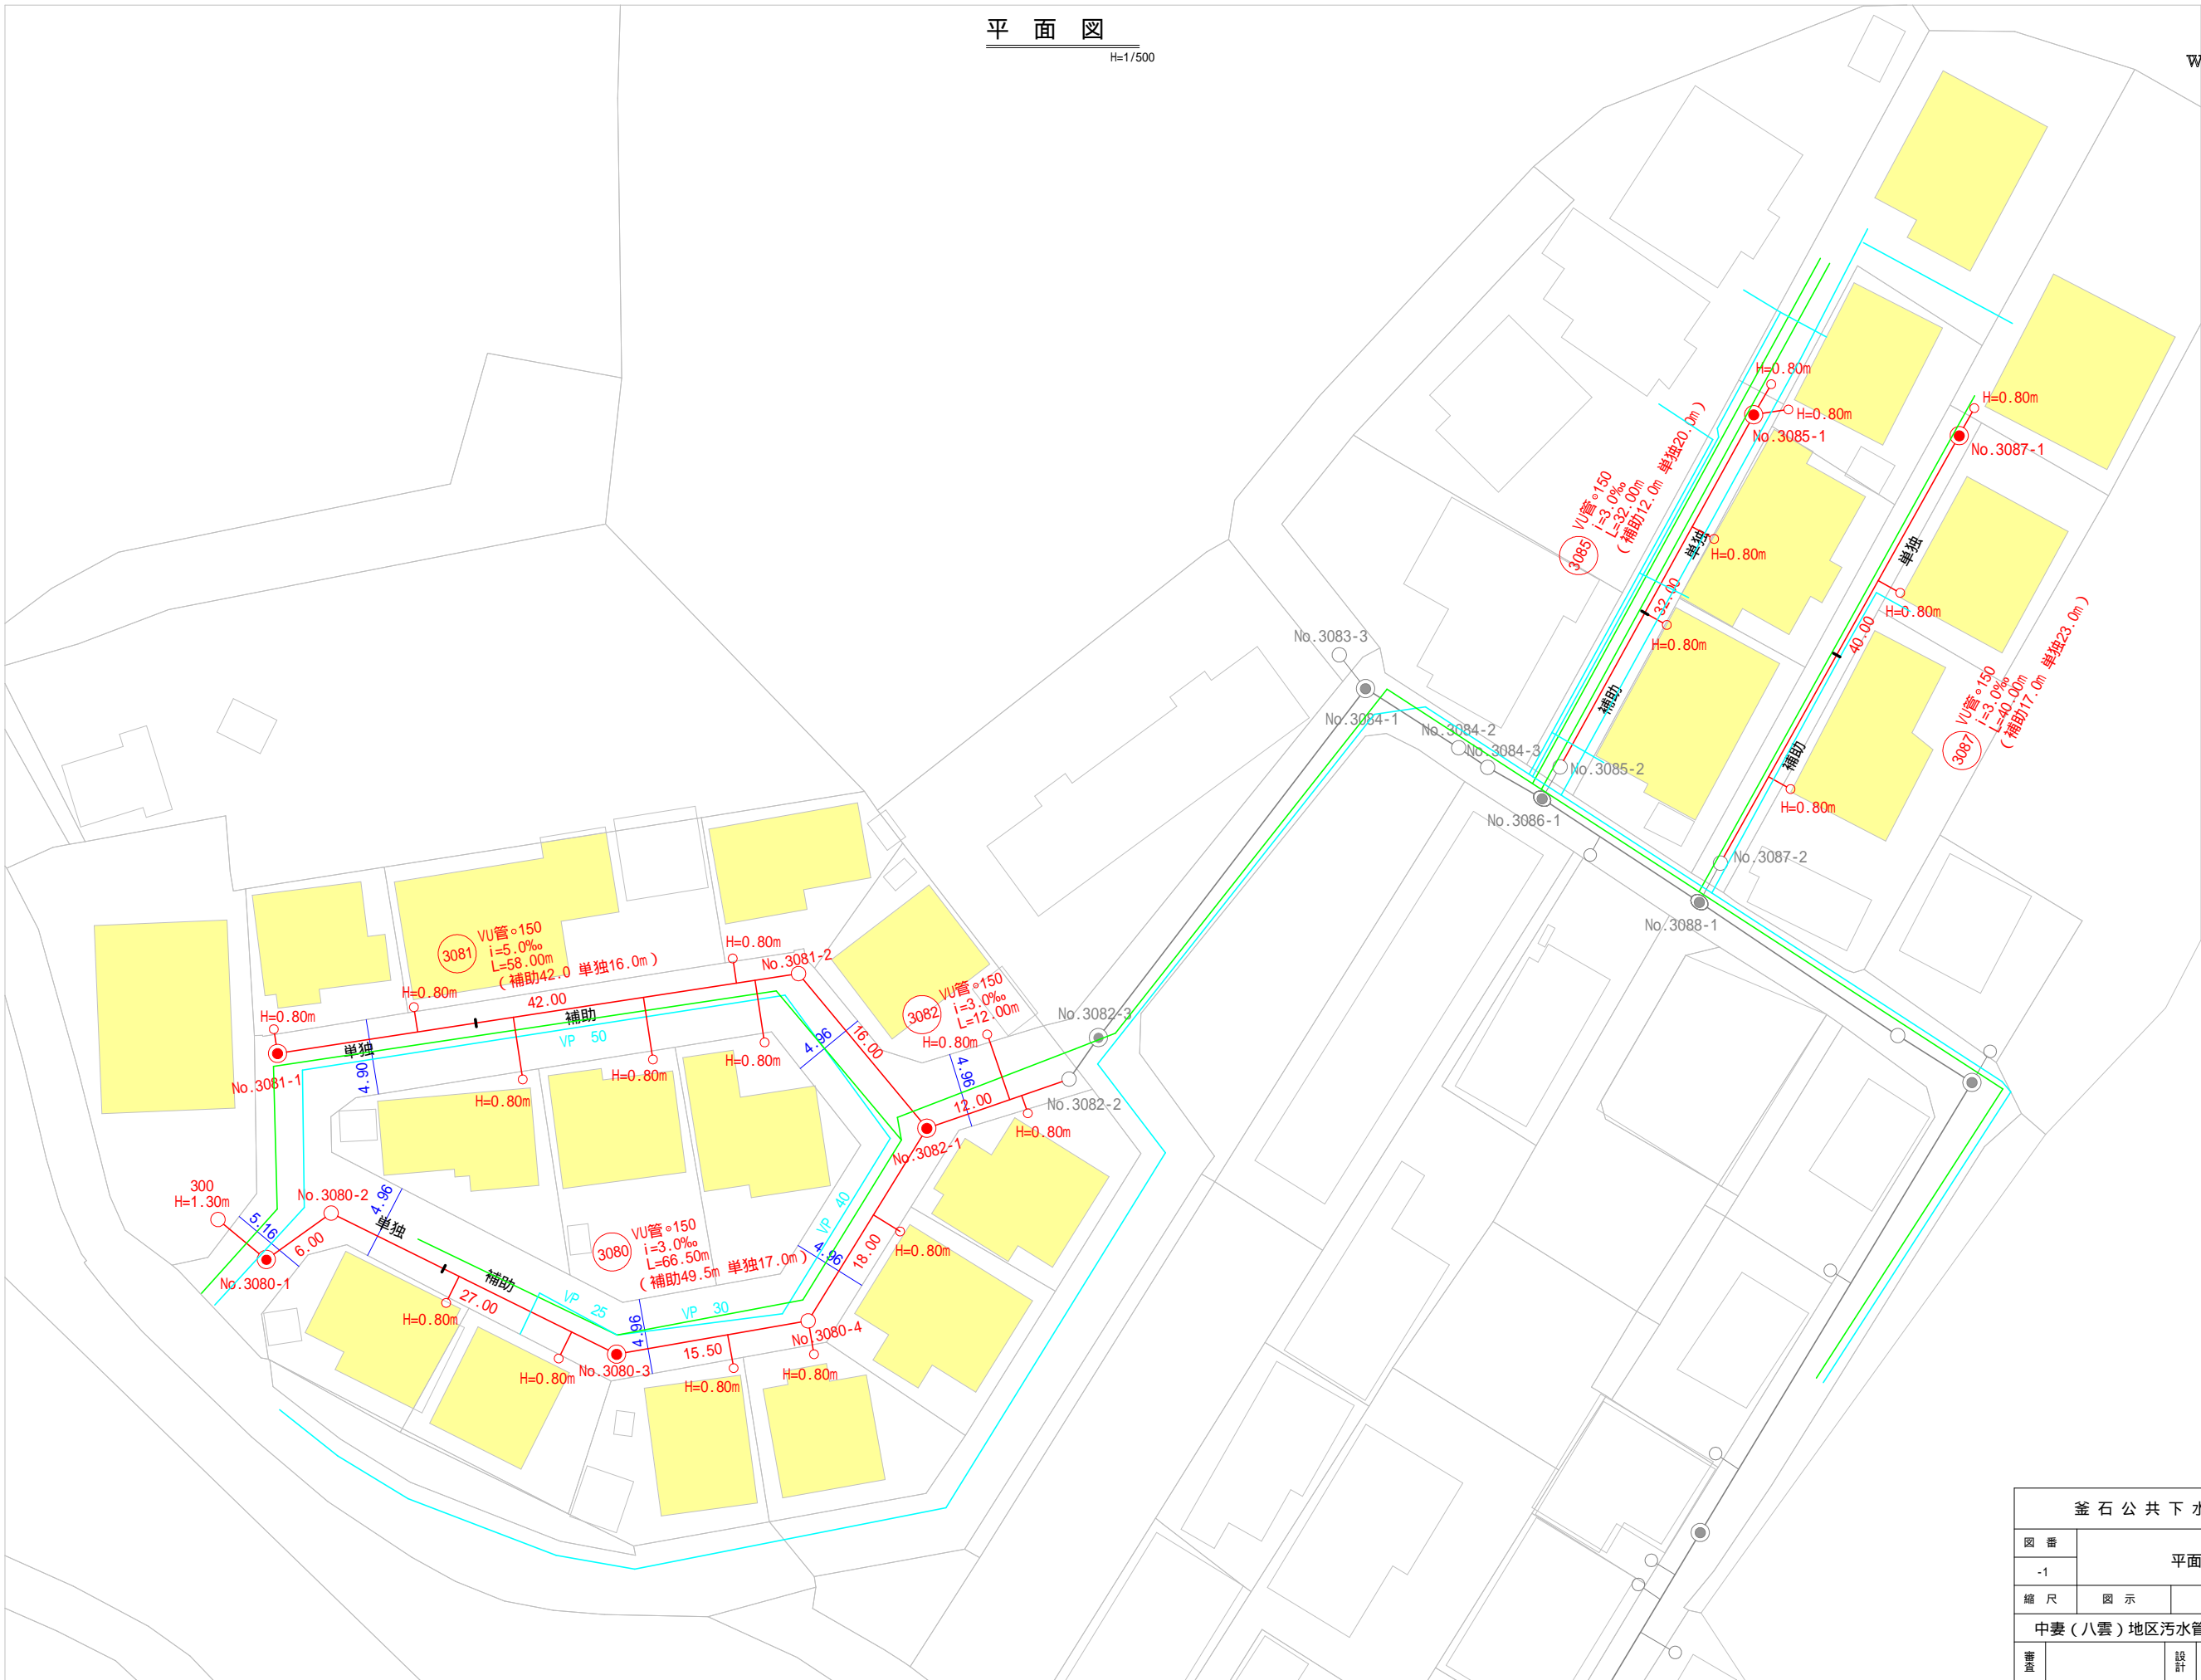 平 面 図
H=1/500
W
H=0.80m
H=0.80m
No.3085-1
H=0.80m
No.3087-1
3085
VU管∘150
i=3.0‰
L=32.00m
(補助12.0m 単独20.0m)
単独
H=0.80m
32.00
H=0.80m
補助
単独
H=0.80m
40.00
3087
VU管∘150
i=3.0‰
L=40.00m
(補助17.0m 単独23.0m)
補助
H=0.80m
No.3083-3
No.3084-1
No.3084-2
No.3084-3
No.3085-2
No.3086-1
No.3087-2
No.3088-1
3081
VU管∘150
i=5.0‰
L=58.00m
(補助42.0 単独16.0m)
H=0.80m
No.3081-2
H=0.80m
H=0.80m
42.00
補助
単独
VP 50
No.3081-1
4.90
H=0.80m
H=0.80m
H=0.80m
4.96
16.00
3082
VU管∘150
i=3.0‰
L=12.00m
H=0.80m
No.3082-3
4.96
12.00
No.3082-2
H=0.80m
No.3082-1
300
H=1.30m
No.3080-2
4.96
単独
5.16
6.00
No.3080-1
3080
VU管∘150
i=3.0‰
L=66.50m
(補助49.5m 単独17.0m)
VP 40
4.96
18.00
H=0.80m
補助
27.00
H=0.80m
VP 25
VP 30
4.96
15.50
No.3080-4
H=0.80m
No.3080-3
H=0.80m
H=0.80m
釜 石 公 共 下 水
図 番
平面
-1
縮 尺
図 示
中妻(八雲)地区汚水管
審査
設計